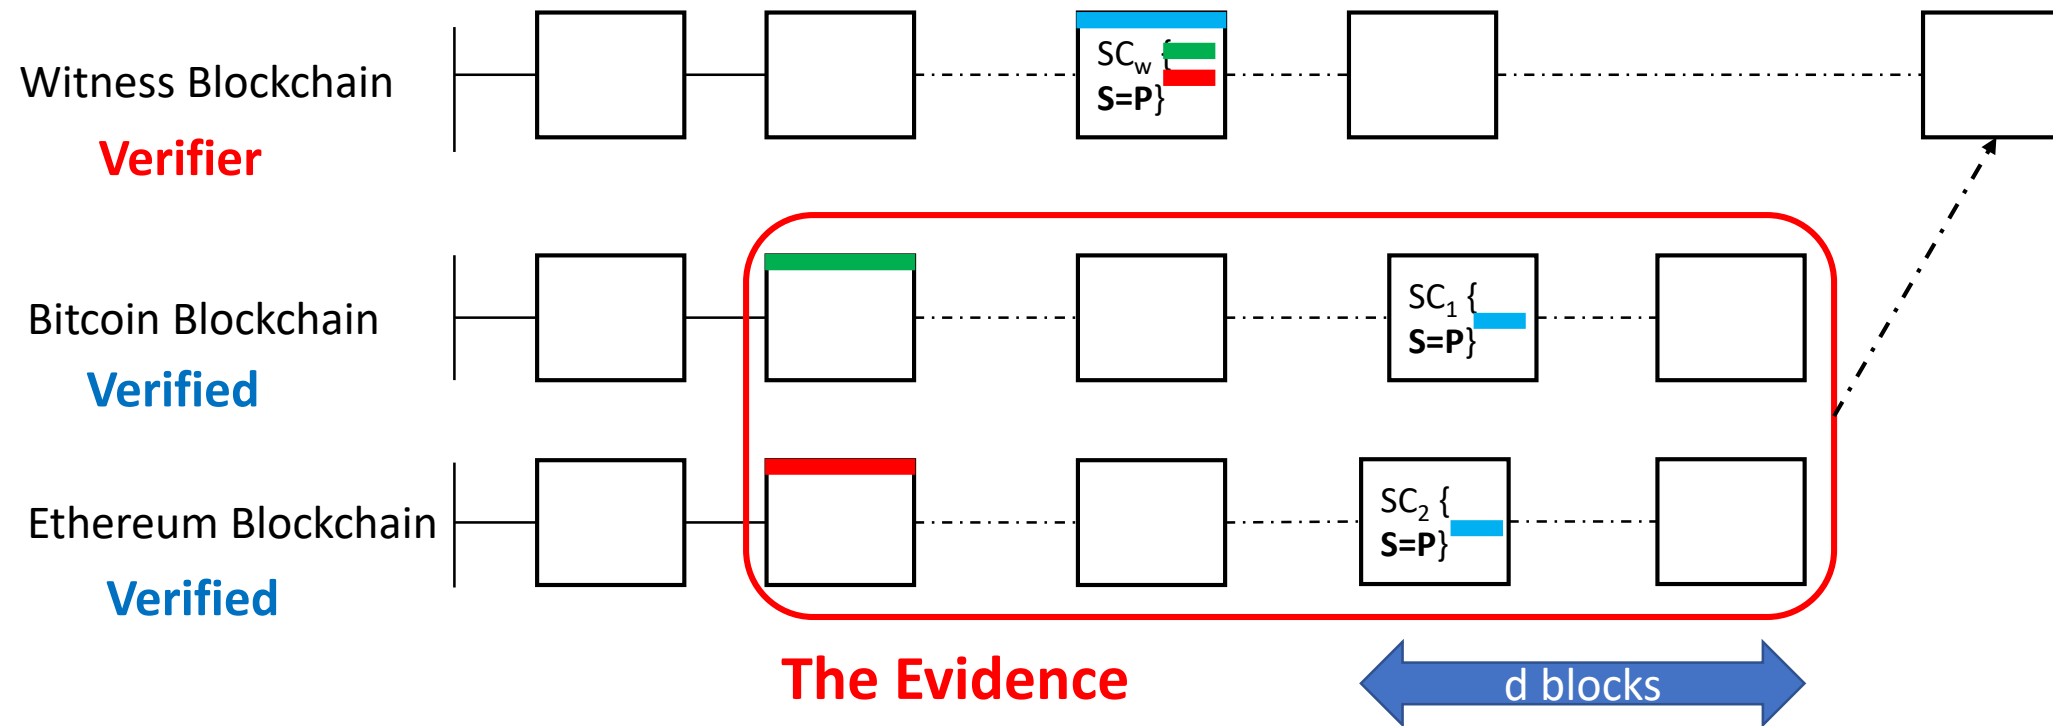 Witness Blockchain
Verifier
SCw {
S=P}
Bitcoin Blockchain
Verified
SC1 {
S=P}
Ethereum Blockchain
Verified
SC2 {
S=P}
The Evidence
d blocks